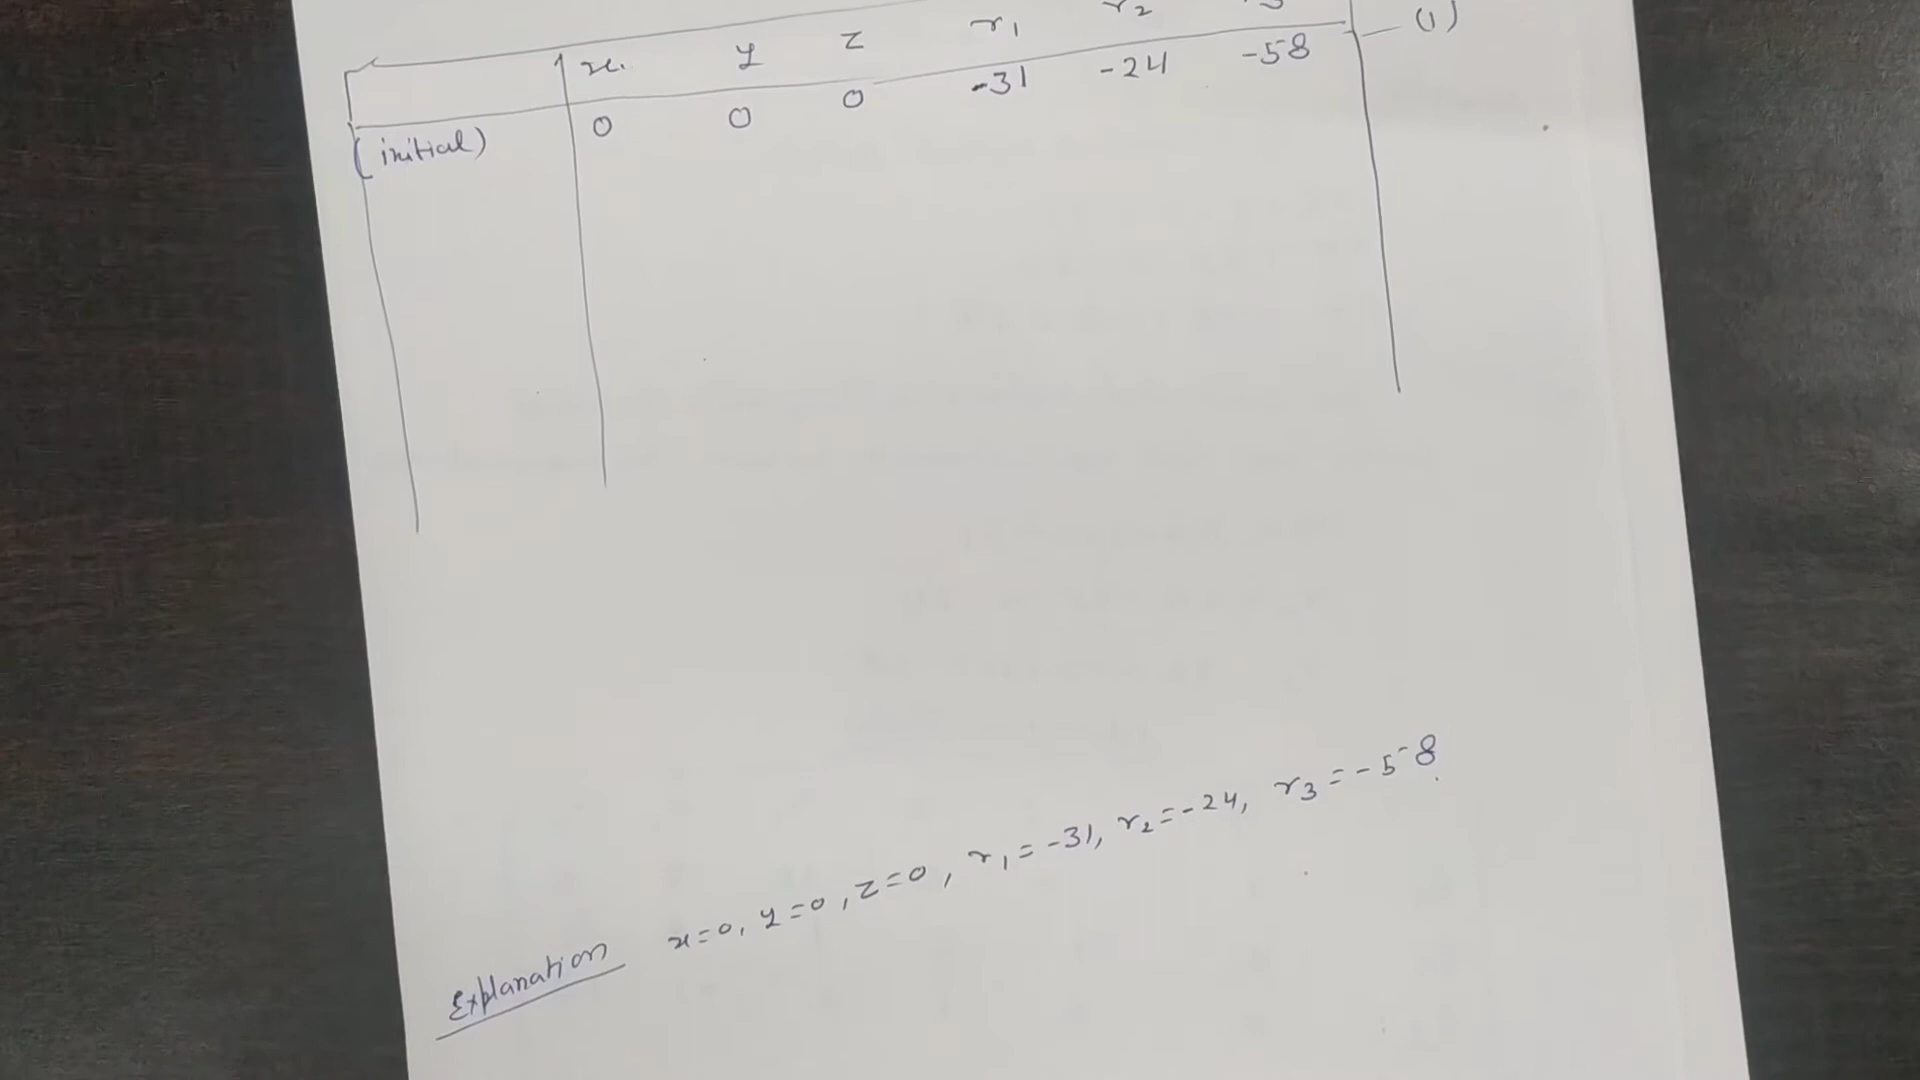 x. y z r1 r2 (1)
(initial) 0 0 0 -31 -24 -58
Explanation x=0, y=0, z=0, r1=-31, r2=-24, r3=-58